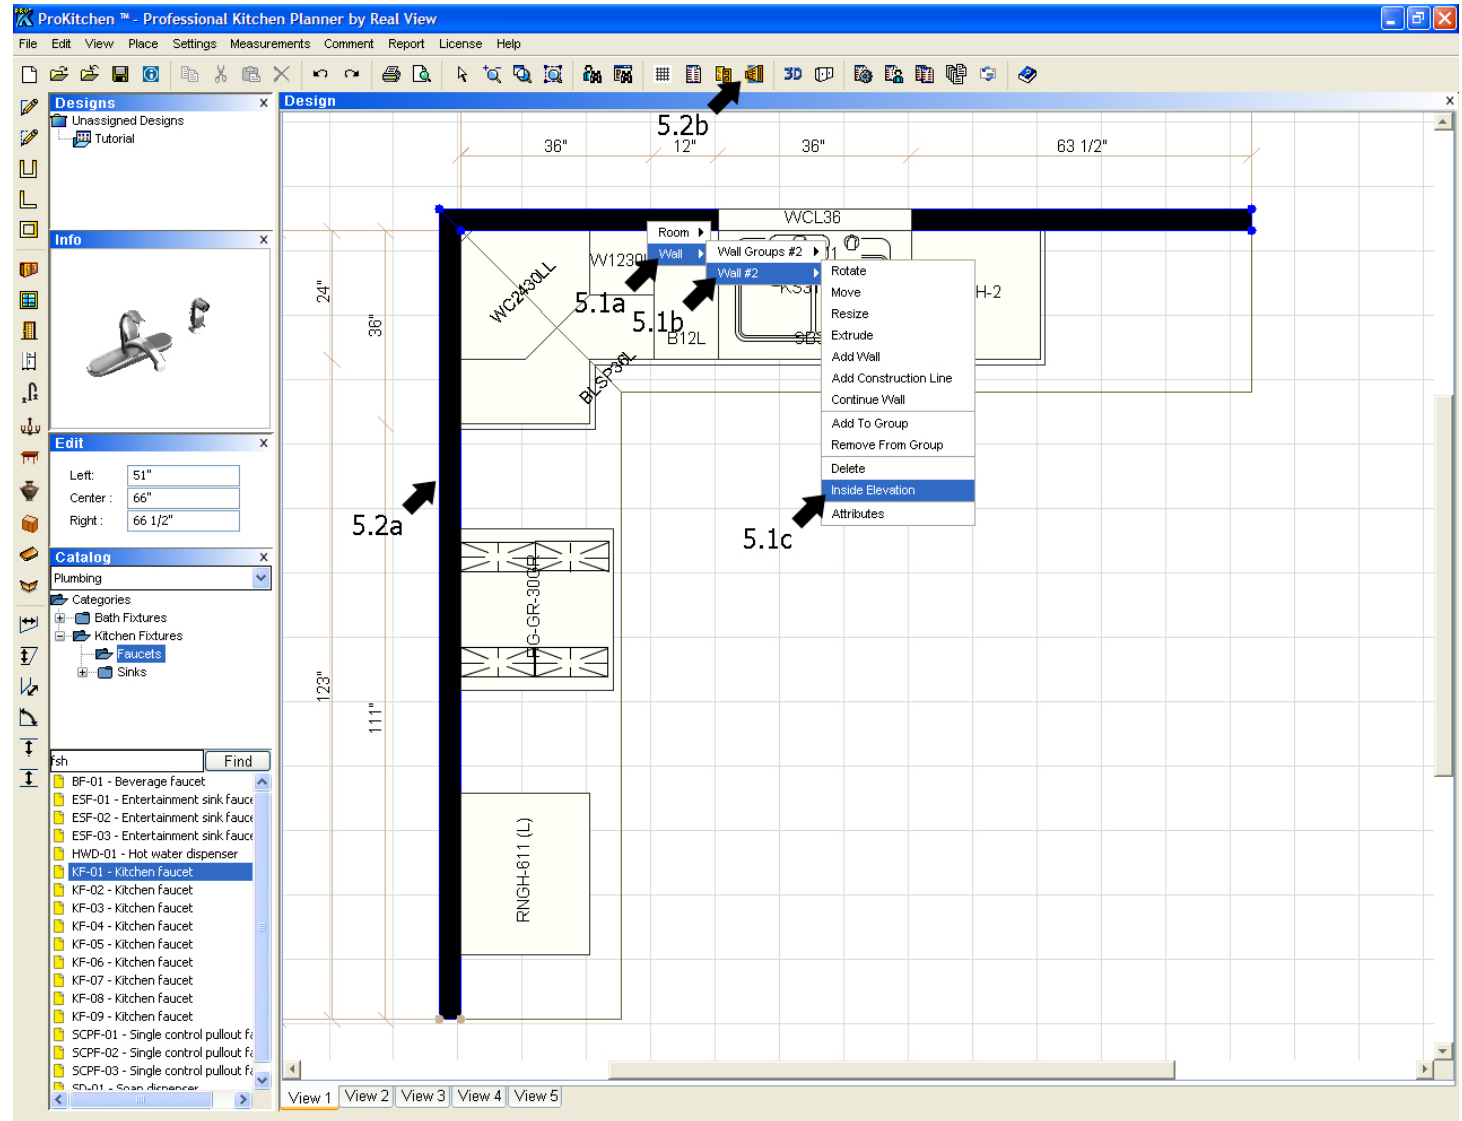 ProKitchen ™ - Professional Kitchen Planner by Real View
File Edit View Place Settings Measurements Comment Report License Help
3D
Designs x
Unassigned Designs
Tutorial
Info x
Edit x
Left: 51"
Center : 66"
Right : 66 1/2"
Catalog x
Plumbing
Categories
Bath Fixtures
Kitchen Fixtures
Faucets
Sinks
fsh Find
BF-01 - Beverage faucet
ESF-01 - Entertainment sink fauce
ESF-02 - Entertainment sink fauce
ESF-03 - Entertainment sink fauce
HWD-01 - Hot water dispenser
KF-01 - Kitchen faucet
KF-02 - Kitchen faucet
KF-03 - Kitchen faucet
KF-04 - Kitchen faucet
KF-05 - Kitchen faucet
KF-06 - Kitchen faucet
KF-07 - Kitchen faucet
KF-08 - Kitchen faucet
KF-09 - Kitchen faucet
SCPF-01 - Single control pullout fa
SCPF-02 - Single control pullout fa
SCPF-03 - Single control pullout fa
SD-01 - Soap dispenser
Design x
5.2b
36" 12" 36" 63 1/2"
WCL36
Room
Wall
Wall Groups #2
Wall #2
Rotate
Move
Resize
Extrude
Add Wall
Add Construction Line
Continue Wall
Add To Group
Remove From Group
Delete
Inside Elevation
Attributes
W1230
WC2430LL
5.1a
5.1b
B12L
H-2
BLSP36L
24"
36"
5.2a
5.1c
123"
111"
RNGH-611 (L)
View 1 View 2 View 3 View 4 View 5